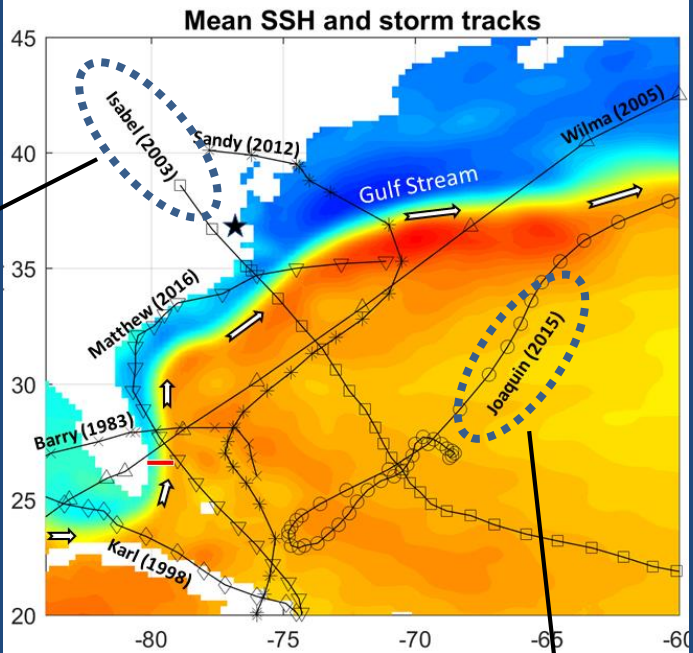 Mean SSH and storm tracks
45
40
35
30
25
20
-80
-75
-70
-65
-60
Isabel (2003)
Sandy (2012)
Wilma (2005)
Gulf Stream
Matthew (2016)
Joaquin (2015)
Barry (1983)
Karl (1998)